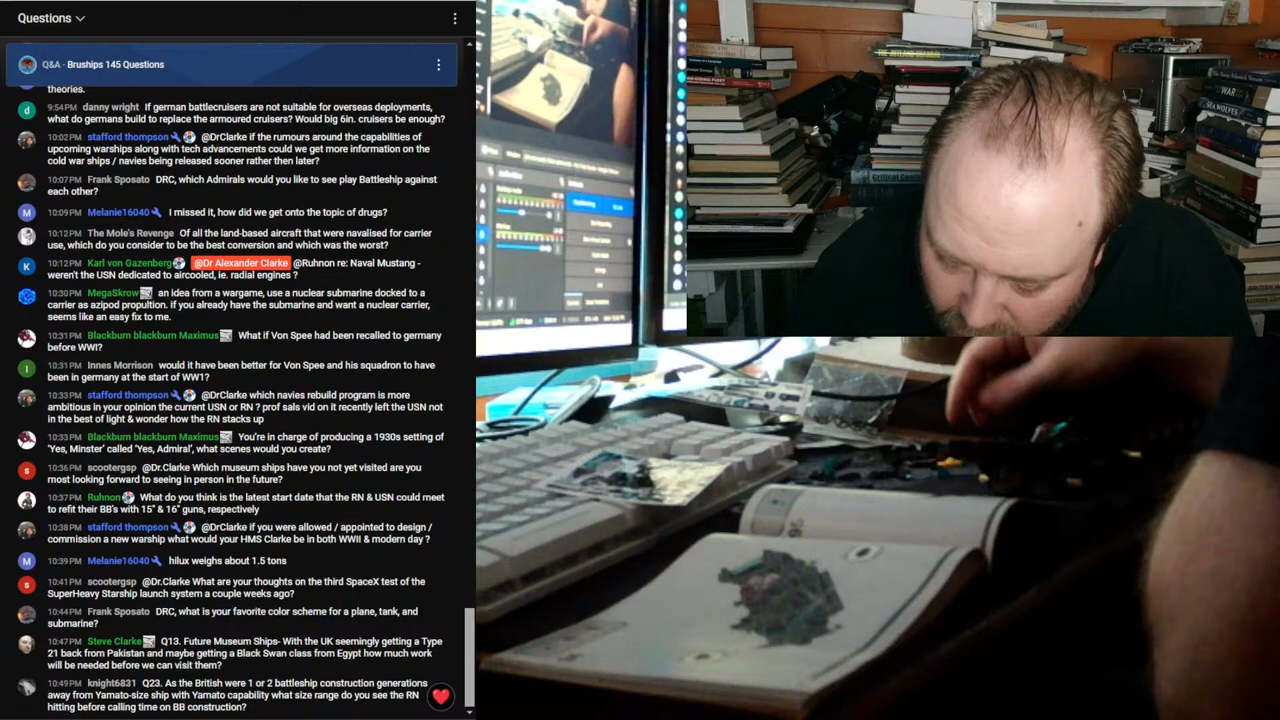 Questions
Q&A · Bruships 145 Questions
theories.
d 9:54PM danny wright If german battlecruisers are not suitable for overseas deployments,
what do germans build to replace the armoured cruisers? Would big 6in. cruisers be enough?
10:02PM stafford thompson @DrClarke if the rumours around the capabilities of
upcoming warships along with tech advancements could we get more information on the
cold war ships / navies being released sooner rather then later?
10:07PM Frank Sposato DRC, which Admirals would you like to see play Battleship against
each other?
M 10:09PM Melanie16040 I missed it, how did we get onto the topic of drugs?
10:12PM The Mole's Revenge Of all the land-based aircraft that were navalised for carrier
use, which do you consider to be the best conversion and which was the worst?
K 10:12PM Karl von Gazenberg @Dr Alexander Clarke @Ruhnon re: Naval Mustang -
weren't the USN dedicated to aircooled, ie. radial engines ?
10:30PM MegaSkrow an idea from a wargame, use a nuclear submarine docked to a
carrier as azipod propultion. if you already have the submarine and want a nuclear carrier,
seems like an easy fix to me.
10:31PM Blackburn blackburn Maximus What if Von Spee had been recalled to germany
before WWI?
I 10:31PM Innes Morrison would it have been better for Von Spee and his squadron to have
been in germany at the start of WW1?
10:33PM stafford thompson @DrClarke which navies rebuild program is more
ambitious in your opinion the current USN or RN ? prof sals vid on it recently left the USN not
in the best of light & wonder how the RN stacks up
10:33PM Blackburn blackburn Maximus You're in charge of producing a 1930s setting of
'Yes, Minster' called 'Yes, Admiral', what scenes would you create?
s 10:36PM scootergsp @Dr.Clarke Which museum ships have you not yet visited are you
most looking forward to seeing in person in the future?
10:37PM Ruhnon What do you think is the latest start date that the RN & USN could meet
to refit their BB's with 15" & 16" guns, respectively
10:38PM stafford thompson @DrClarke if you were allowed / appointed to design /
commission a new warship what would your HMS Clarke be in both WWII & modern day ?
M 10:39PM Melanie16040 hilux weighs about 1.5 tons
s 10:41PM scootergsp @Dr.Clarke What are your thoughts on the third SpaceX test of the
SuperHeavy Starship launch system a couple weeks ago?
10:44PM Frank Sposato DRC, what is your favorite color scheme for a plane, tank, and
submarine?
10:47PM Steve Clarke Q13. Future Museum Ships- With the UK seemingly getting a Type
21 back from Pakistan and maybe getting a Black Swan class from Egypt how much work
will be needed before we can visit them?
10:49PM knight6831 Q23. As the British were 1 or 2 battleship construction generations
away from Yamato-size ship with Yamato capability what size range do you see the RN
hitting before calling time on BB construction?
THE JUTLAND SCANDAL
WAR
SEA WOLVES